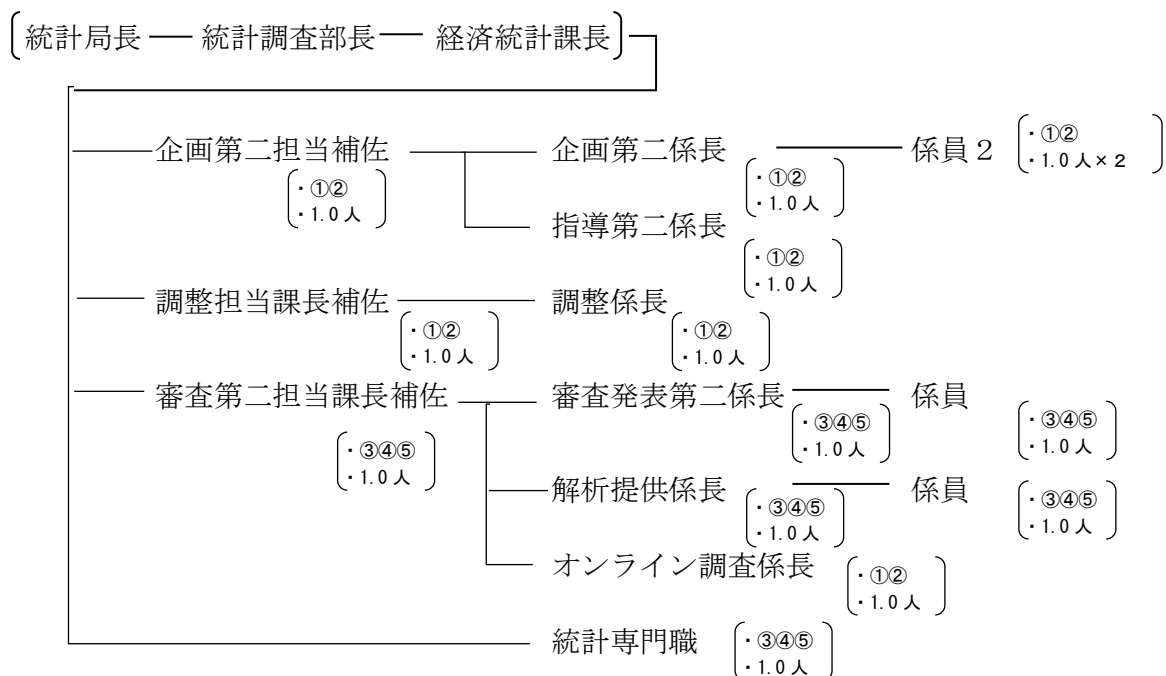 統計局長 ― 統計調査部長 ― 経済統計課長
企画第二担当補佐 企画第二係長 係員2 ・①②
・1.0人×2
・①②
・1.0人
・①②
・1.0人
指導第二係長
・①②
・1.0人
調整担当課長補佐 調整係長
・①②
・1.0人
・①②
・1.0人
審査第二担当課長補佐 審査発表第二係長 係員
・③④⑤
・1.0人
・③④⑤
・1.0人
・③④⑤
・1.0人
解析提供係長 係員
・③④⑤
・1.0人
・③④⑤
・1.0人
オンライン調査係長
・①②
・1.0人
統計専門職
・③④⑤
・1.0人